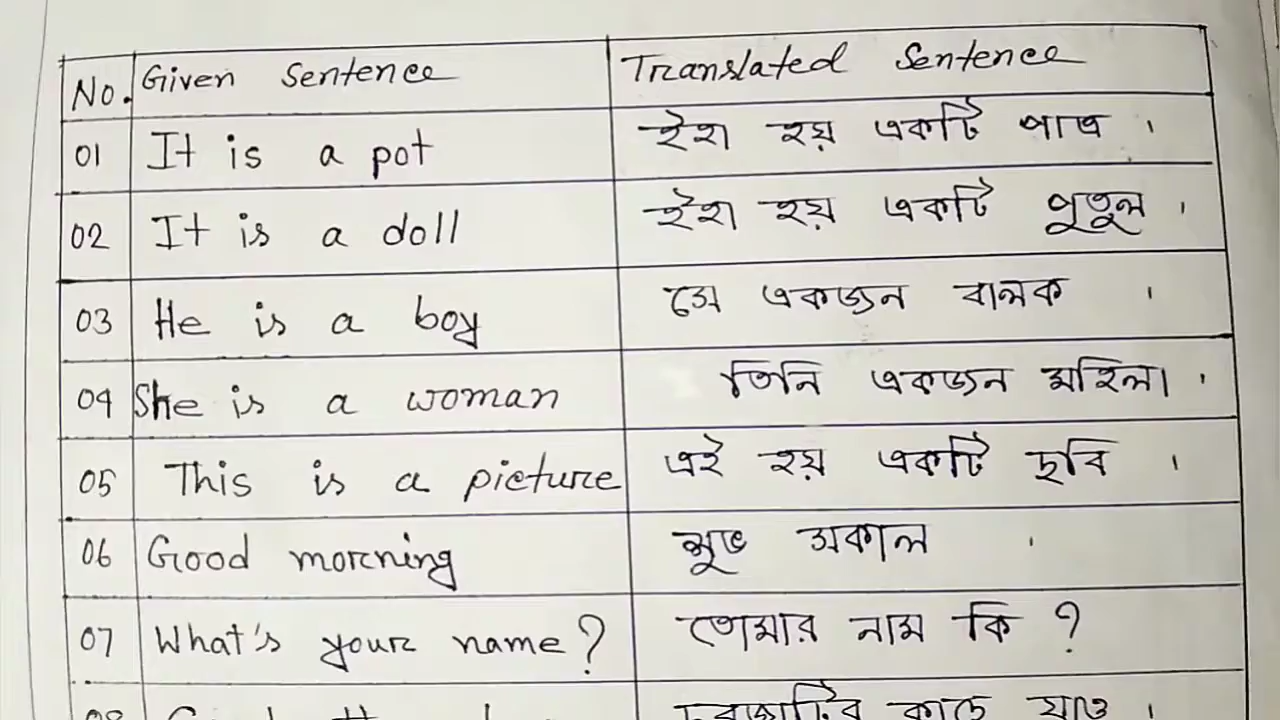 No. Given Sentence Translated Sentence
01 It is a pot ইহা হয় একটি পাত্র ।
02 It is a doll ইহা হয় একটি পুতুল ।
03 He is a boy সে একজন বালক ।
04 She is a woman তিনি একজন মহিলা ।
05 This is a picture এই হয় একটি ছবি ।
06 Good morning শুভ সকাল ।
07 What's your name? তোমার নাম কি ?
08 যাও ।